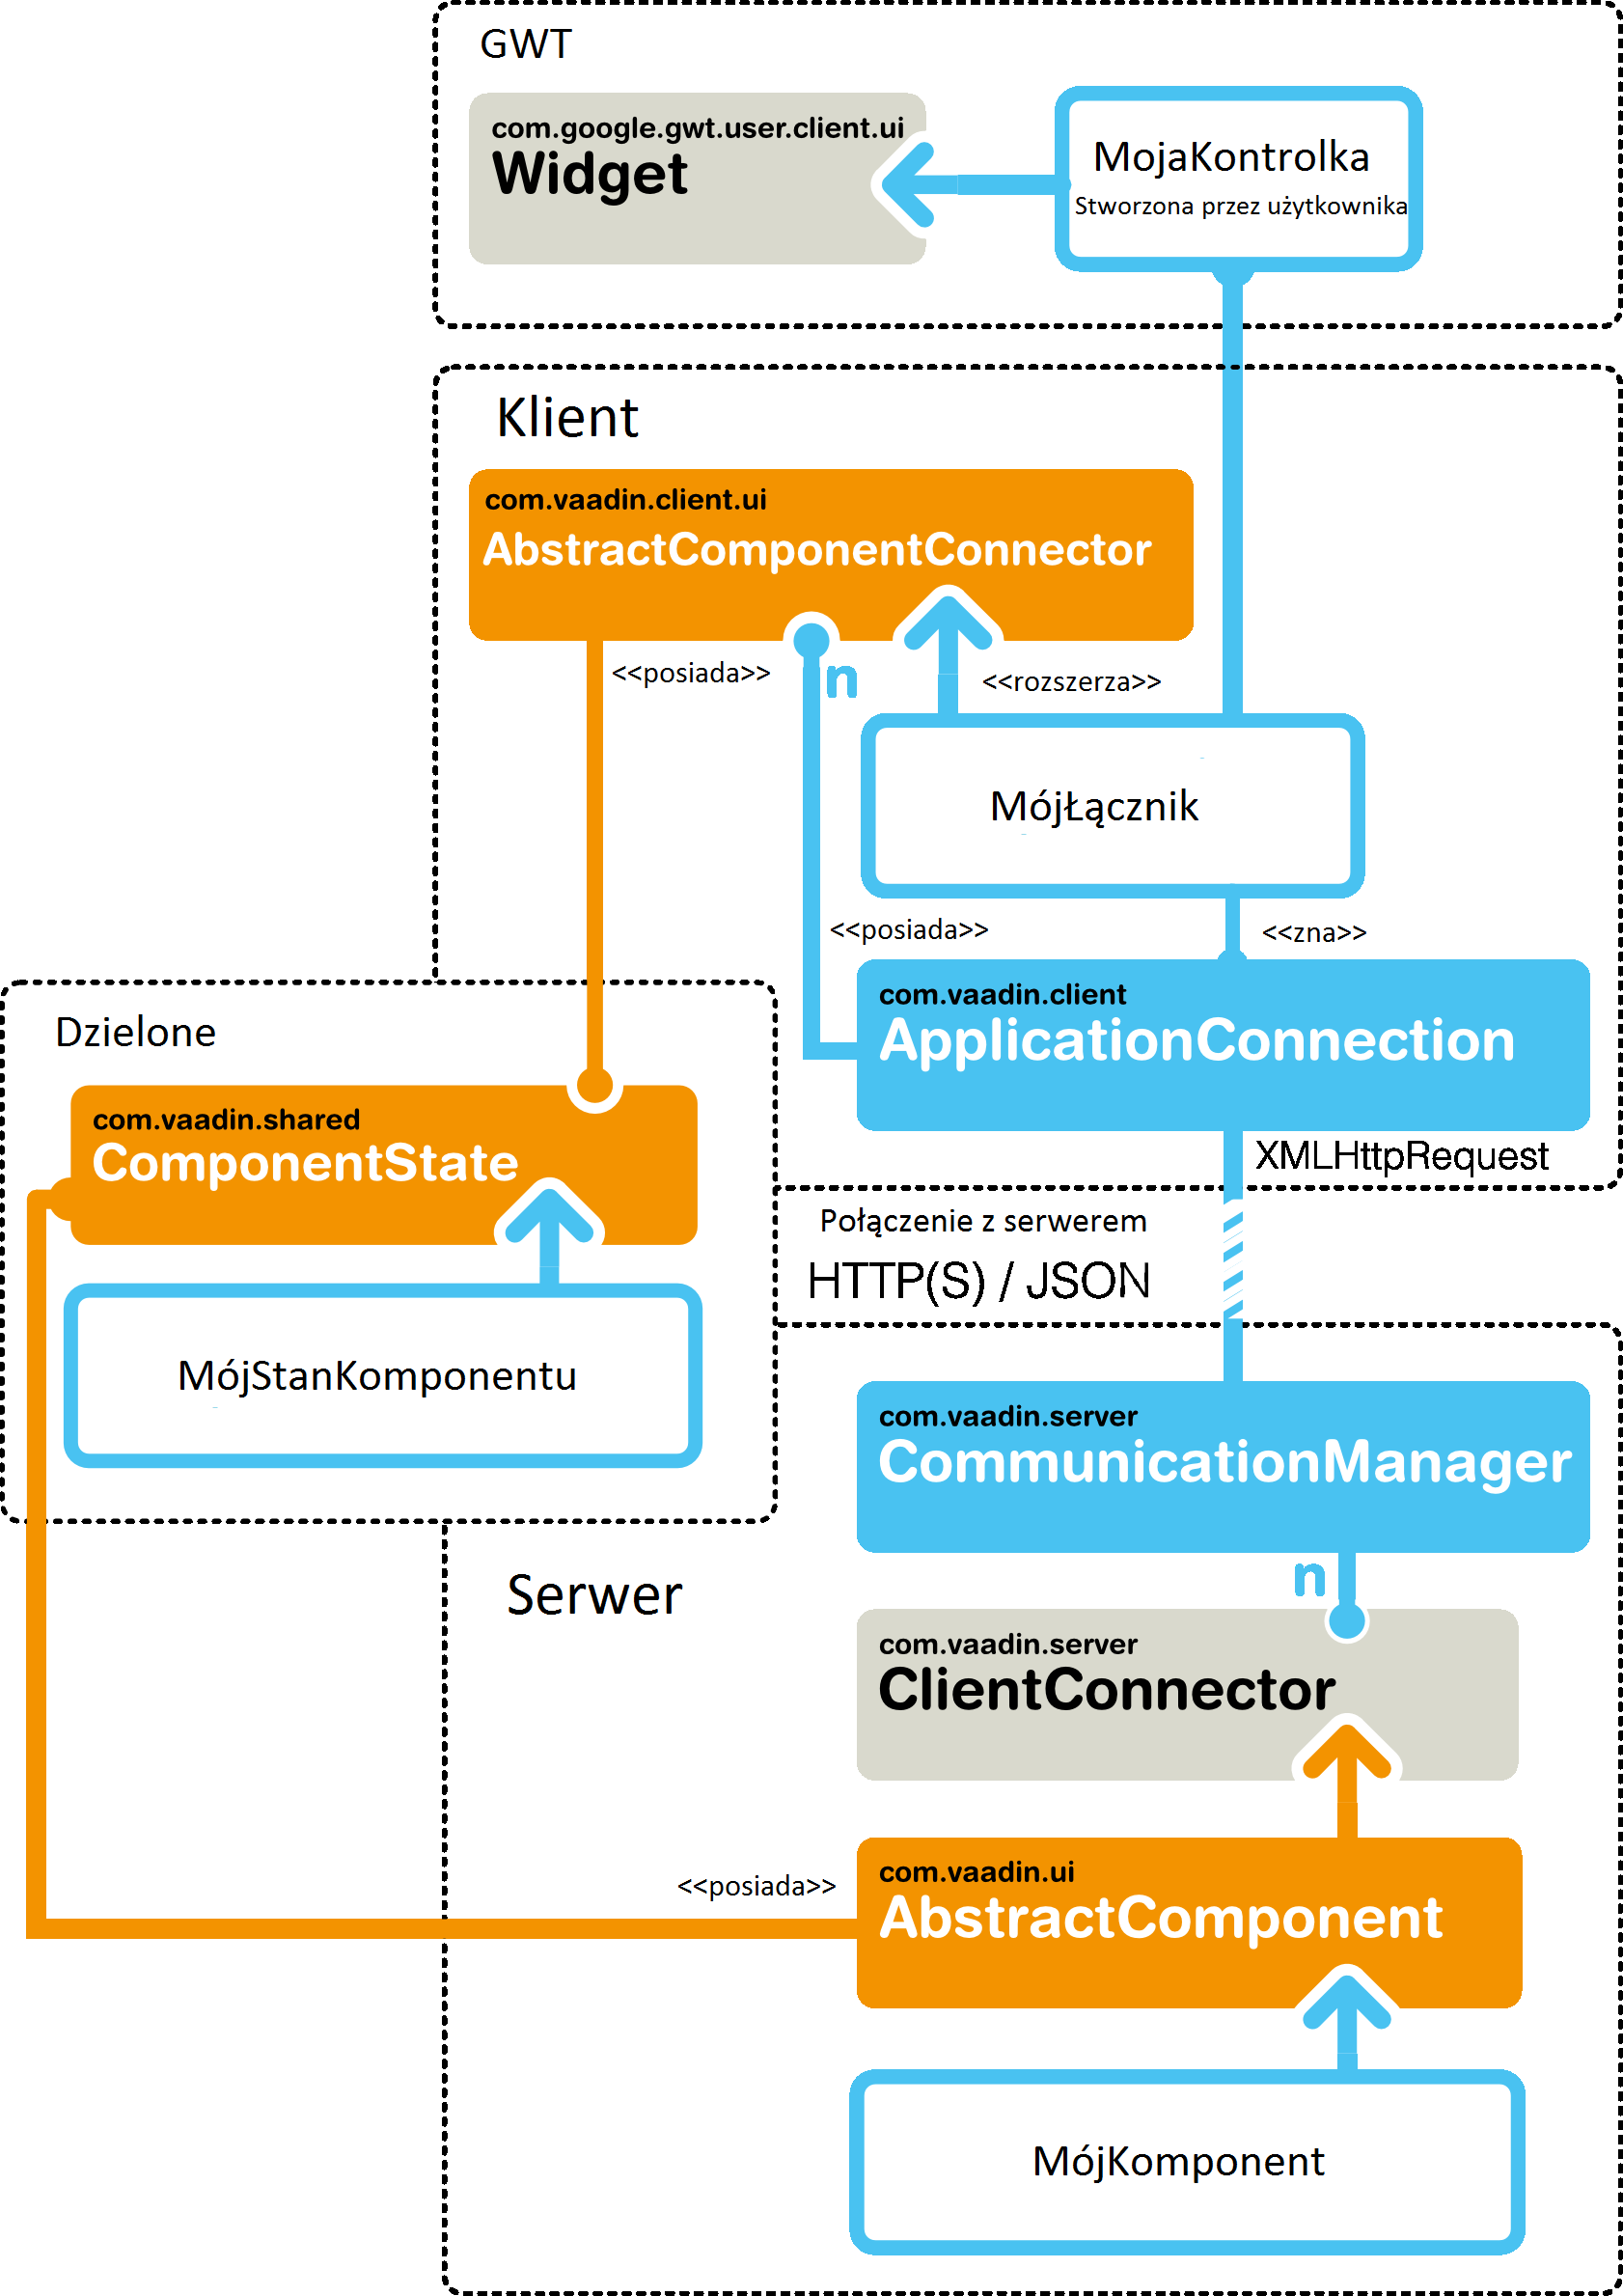 GWT
com.google.gwt.user.client.ui
Widget
MojaKontrolka
Stworzona przez użytkownika
Klient
com.vaadin.client.ui
AbstractComponentConnector
<<posiada>>
n
<<rozszerza>>
MójŁącznik
<<posiada>>
<<zna>>
com.vaadin.client
ApplicationConnection
XMLHttpRequest
Dzielone
com.vaadin.shared
ComponentState
MójStanKomponentu
Połączenie z serwerem
HTTP(S) / JSON
com.vaadin.server
CommunicationManager
n
Serwer
com.vaadin.server
ClientConnector
<<posiada>>
com.vaadin.ui
AbstractComponent
MójKomponent